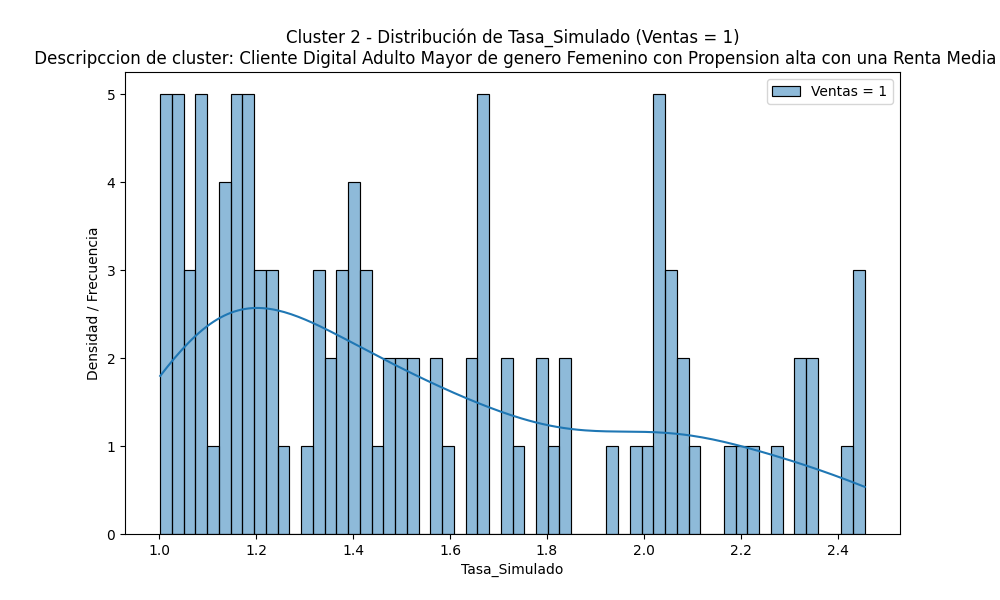 Cluster 2 - Distribución de Tasa_Simulado (Ventas = 1)
Descripccion de cluster: Cliente Digital Adulto Mayor de genero Femenino con Propension alta con una Renta Media
Ventas = 1
Densidad / Frecuencia
5
4
3
2
1
0
1.0 1.2 1.4 1.6 1.8 2.0 2.2 2.4
Tasa_Simulado